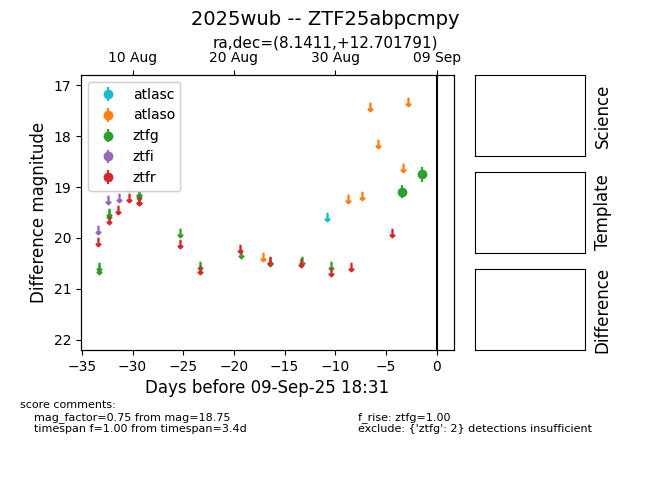 2025wub -- ZTF25abpcmpy
ra,dec=(8.1411,+12.701791)
10 Aug 20 Aug 30 Aug 09 Sep
atlasc
atlaso
ztfg
ztfi
ztfr
Difference magnitude
17
18
19
20
21
22
−35 −30 −25 −20 −15 −10 −5 0
Days before 09-Sep-25 18:31
Science
Template
Difference
score comments:
mag_factor=0.75 from mag=18.75
timespan f=1.00 from timespan=3.4d
f_rise: ztfg=1.00
exclude: {'ztfg': 2} detections insufficient